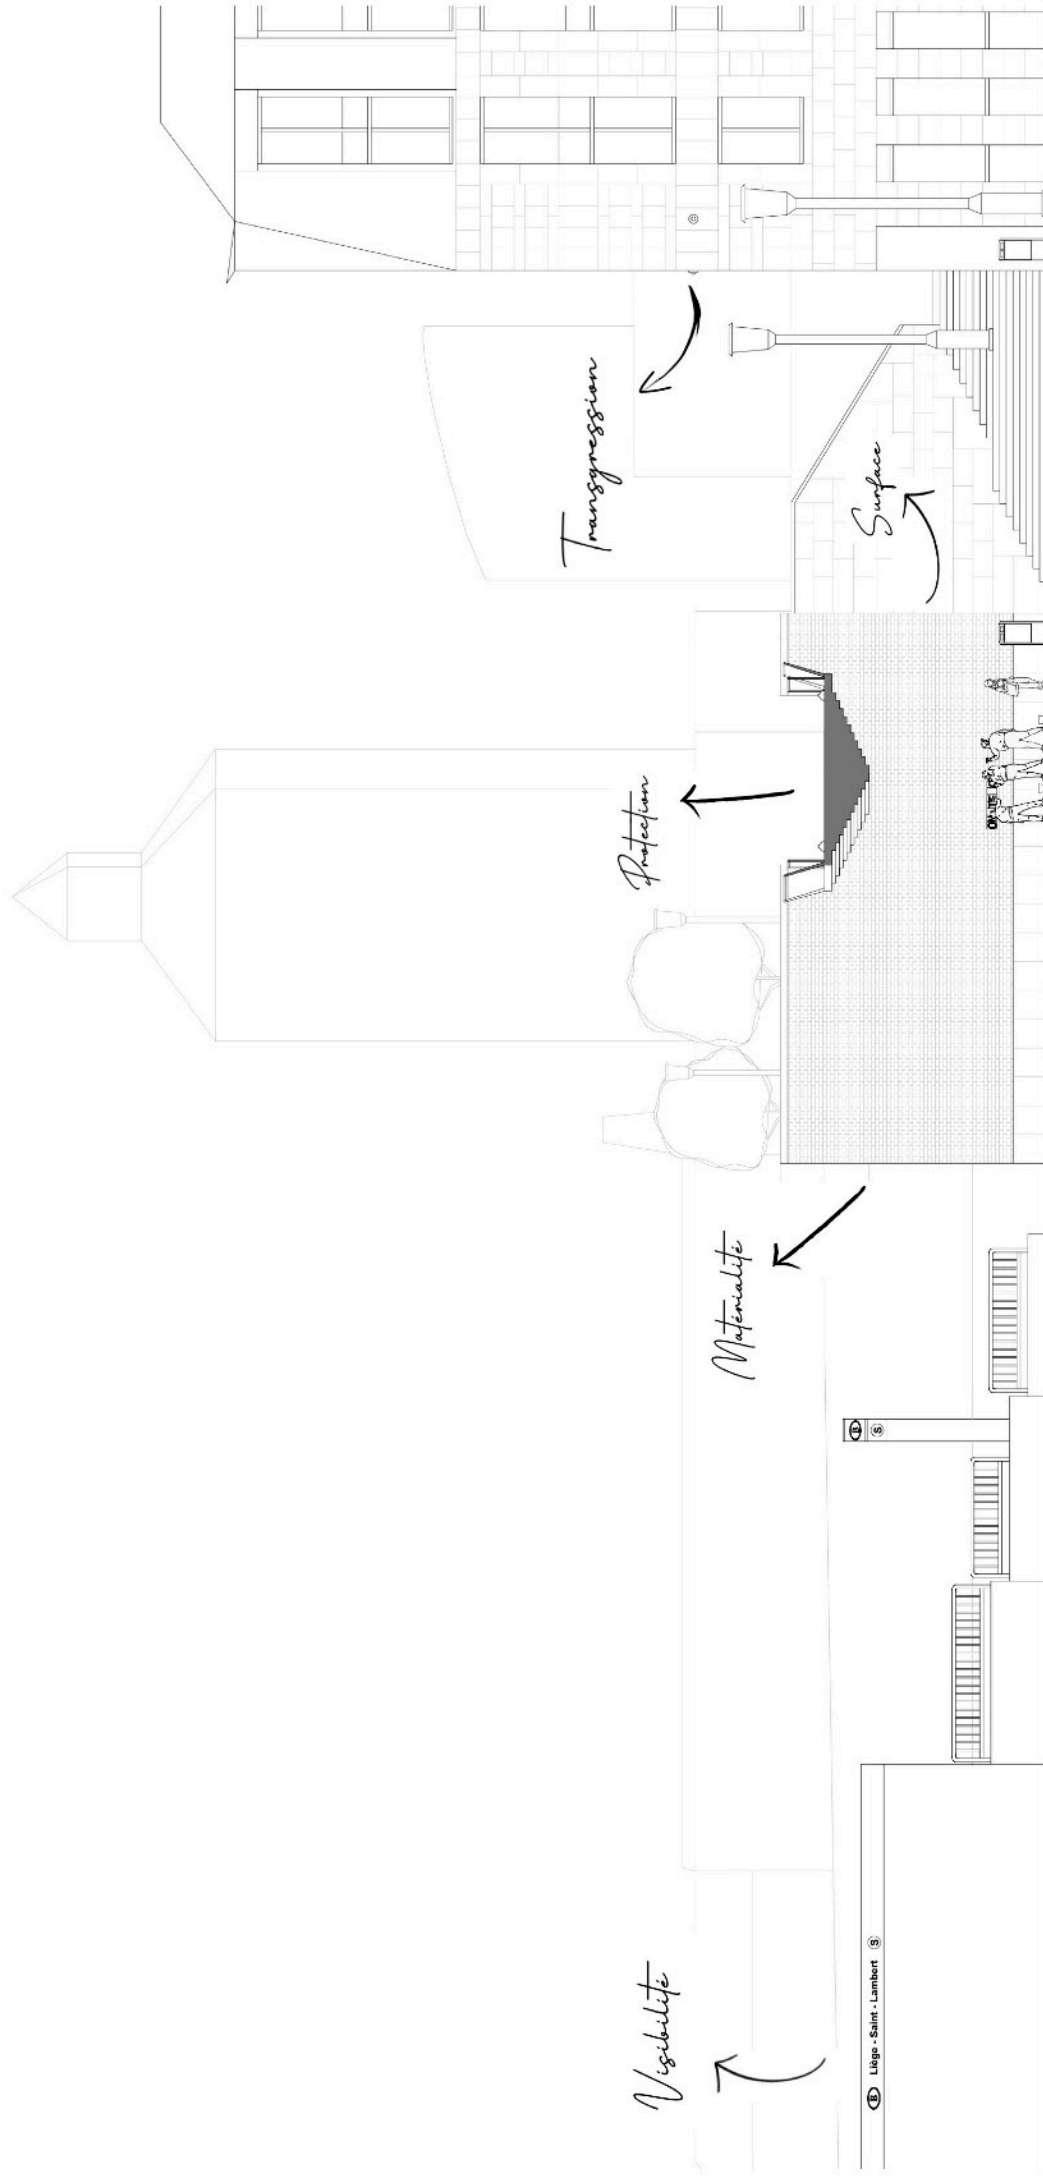 Visibilité
B Liège - Saint - Lambert S
B
S
Matérialité
Protection
Surface
Transgression